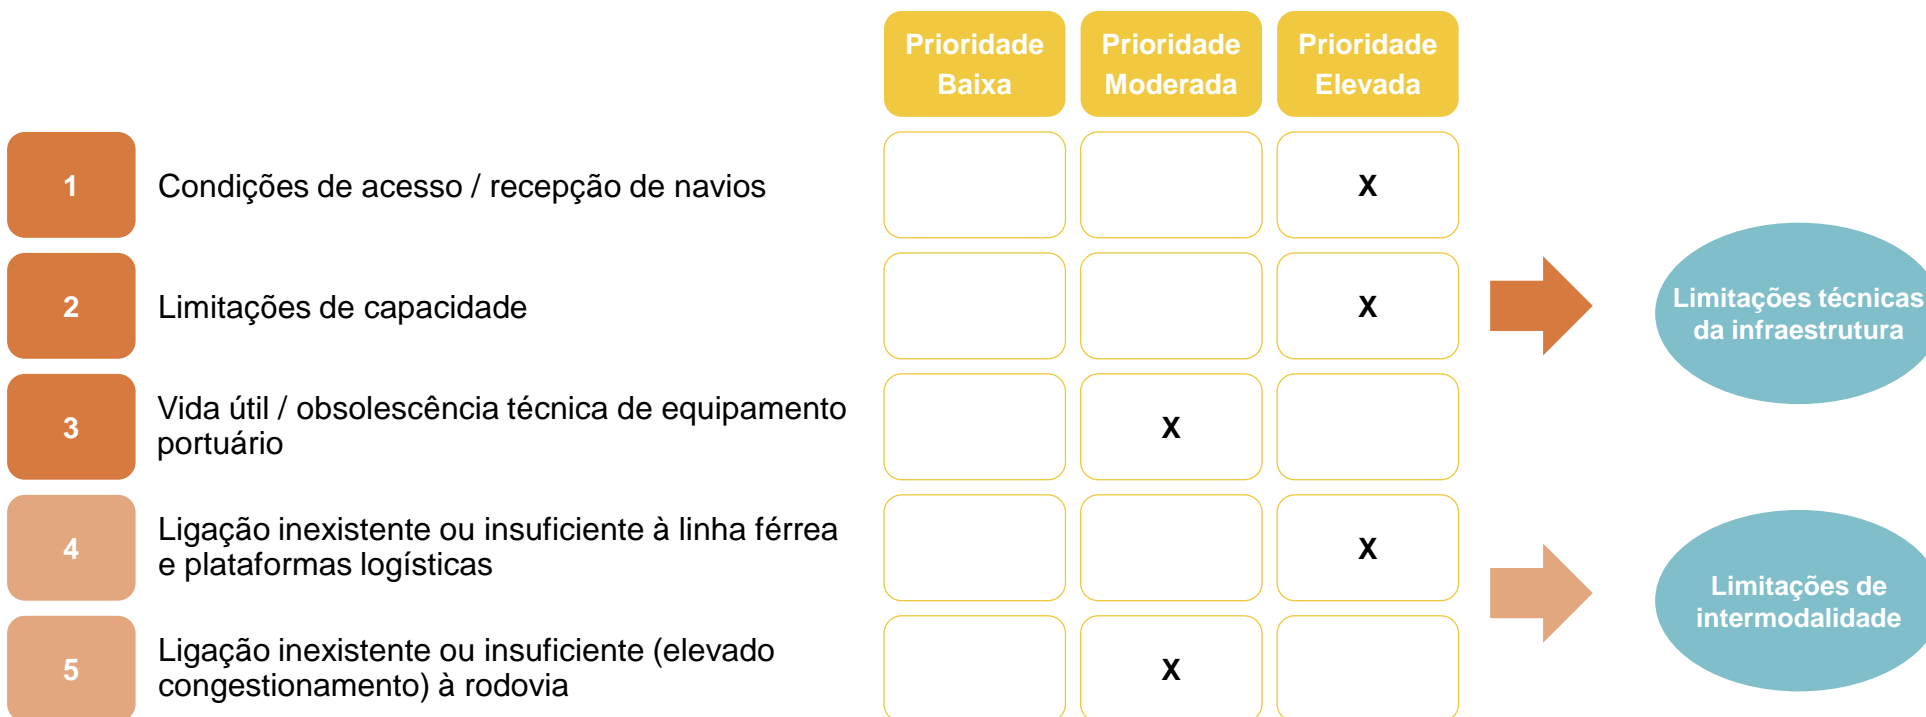 Prioridade
Baixa
Prioridade
Moderada
Prioridade
Elevada
1
Condições de acesso / recepção de navios
X
2
Limitações de capacidade
X
3
Vida útil / obsolescência técnica de equipamento
portuário
X
Limitações técnicas
da infraestrutura
4
Ligação inexistente ou insuficiente à linha férrea
e plataformas logísticas
X
5
Ligação inexistente ou insuficiente (elevado
congestionamento) à rodovia
X
Limitações de
intermodalidade